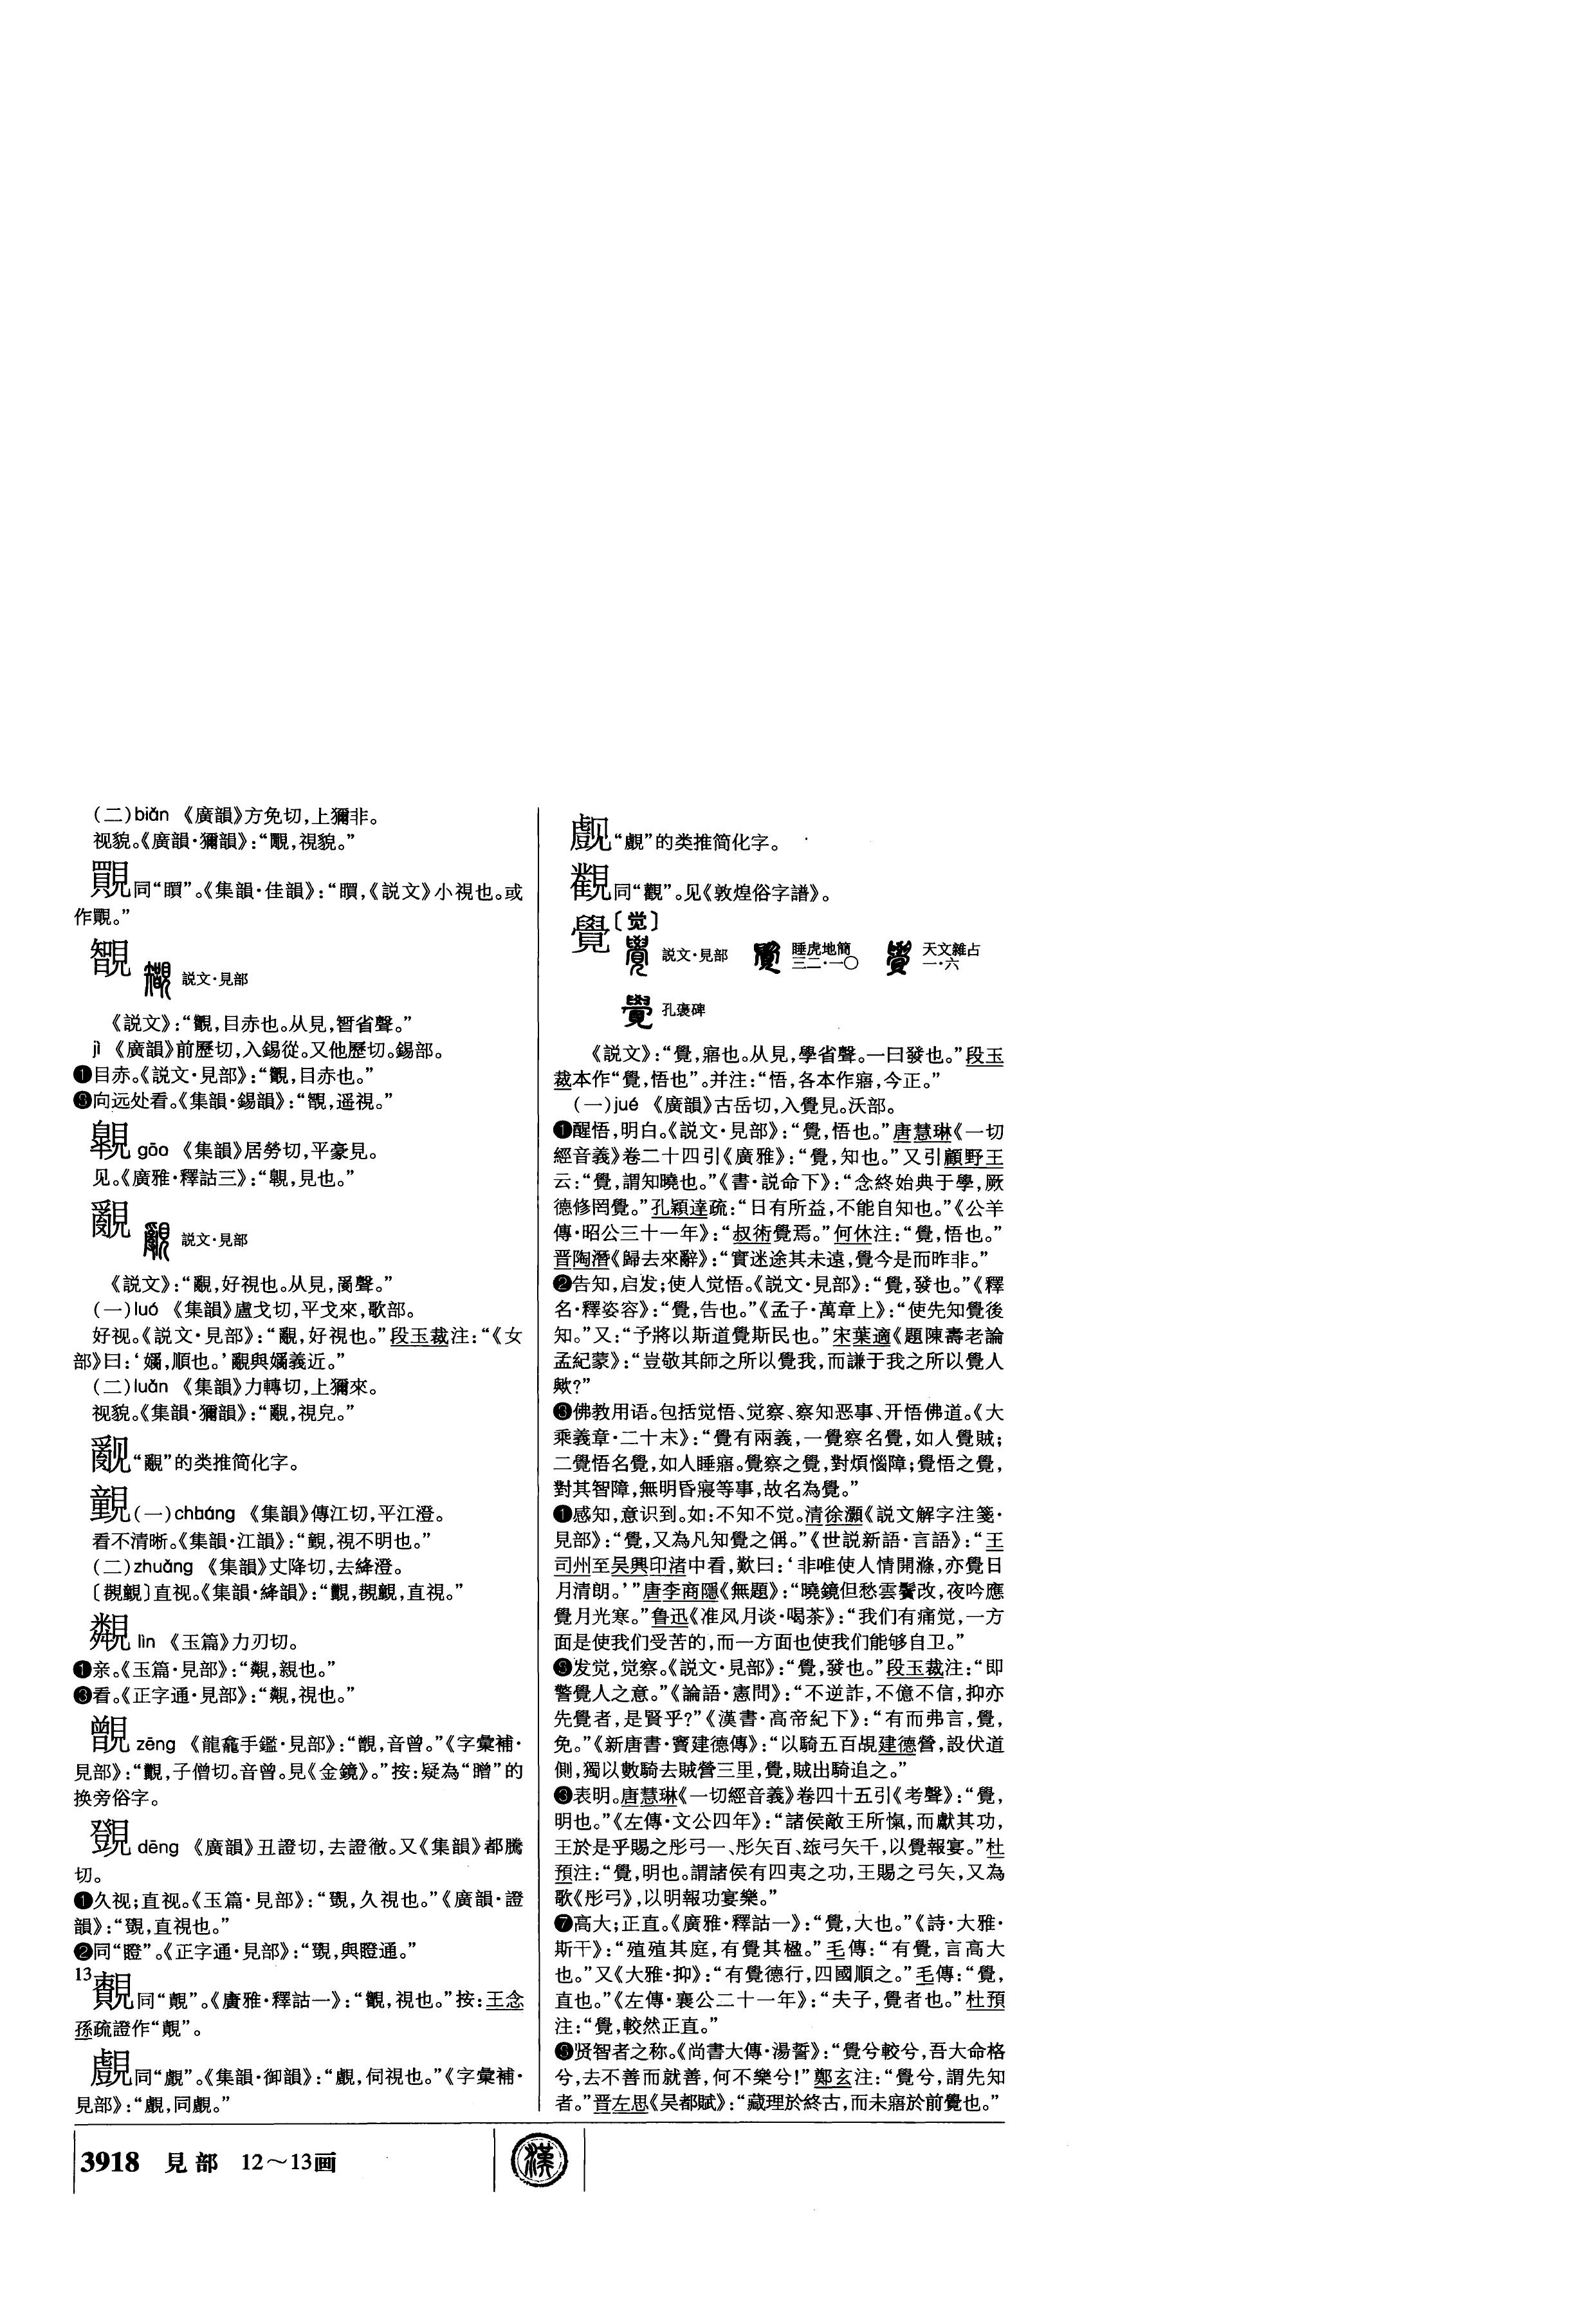 (二)biǎn 《廣韻》方免切,上獮非。
视貌。《廣韻·獮韻》:“覵,視貌。”
同“瞑”。《集韻·佳韻》:“
,《説文》小視也。或
作
。”
説文·見部
《説文》:“
,目赤也。从見,
省聲。”
jì 《廣韻》前歷切,入錫從。又他歷切。錫部。
❶目赤。《説文·見部》:“
,目赤也。”
❸向远处看。《集韻·錫韻》:“
,遥視。”
gāo 《集韻》居勞切,平豪見。
见。《廣雅·釋詁三》:“
,見也。”
覶 説文·見部
《説文》:“覶,好視也。从見,𤔔聲。”
(一)luó 《集韻》盧戈切,平戈來,歌部。
好视。《説文·見部》:“覶,好視也。”段玉裁注:“《女
部》曰:‘㜻,順也。’覶與㜻義近。”
(二)luǎn 《集韻》力轉切,上獮來。
视貌。《集韻·獮韻》:“覶,視皃。”
觑“覶”的类推简化字。
(一)chbáng 《集韻》傳江切,平江澄。
看不清晰。《集韻·江韻》:“
,視不明也。”
(二)zhuǎng 《集韻》丈降切,去絳澄。
直视。《集韻·絳韻》:“
直視。”
lìn 《玉篇》力刃切。
❶亲。《玉篇·見部》:“
,親也。”
❸看。《正字通·見部》:“
,視也。”
zēng 《龍龕手鑑·見部》:“
,音曾。”《字彙補·
見部》:“
,子僧切。音曾。見《金鏡》。”按:疑為“贈”的
换旁俗字。
覴 dēng 《廣韻》丑證切,去證徹。又《集韻》都騰
切。
❶久视;直视。《玉篇·見部》:“覴,久視也。”《廣韻·證
韻》:“覴,直視也。”
❷同“瞪”。《正字通·見部》:“覴,與瞪通。”
13
同“
”。《廣雅·釋詁一》:“
,視也。”按:王念
孫疏證作“
”。
覷同“覰”。《集韻·御韻》:“覰,伺視也。”《字彙補·
見部》:“覷,同覰。”
“覷”的类推简化字。
同“觀”。见《敦煌俗字譜》。
覺〔觉〕
説文·見部 睡虎地簡三二·一〇 天文雜占一·六
孔褒碑
《説文》:“覺,寤也。从見,學省聲。一曰發也。”段玉
裁本作“覺,悟也”。并注:“悟,各本作寤,今正。”
(一)jué 《廣韻》古岳切,入覺見。沃部。
❶醒悟,明白。《説文·見部》:“覺,悟也。”唐慧琳《一切
經音義》卷二十四引《廣雅》:“覺,知也。”又引顧野王
云:“覺,謂知曉也。”《書·説命下》:“念終始典于學,厥
德修罔覺。”孔穎達疏:“日有所益,不能自知也。”《公羊
傳·昭公三十一年》:“叔術覺焉。”何休注:“覺,悟也。”
晋陶潛《歸去來辭》:“實迷途其未遠,覺今是而昨非。”
❷告知,启发;使人觉悟。《説文·見部》:“覺,發也。”《釋
名·釋姿容》:“覺,告也。”《孟子·萬章上》:“使先知覺後
知。”又:“予將以斯道覺斯民也。”宋葉適《題陳壽老論
孟紀蒙》:“豈敬其師之所以覺我,而謙于我之所以覺人
歟?”
❸佛教用语。包括觉悟、觉察、察知恶事、开悟佛道。《大
乘義章·二十末》:“覺有兩義,一覺察名覺,如人覺賊;
二覺悟名覺,如人睡寤。覺察之覺,對煩惱障;覺悟之覺,
對其智障,無明昏寢等事,故名為覺。”
❶感知,意识到。如:不知不觉。清徐灝《説文解字注箋·
見部》:“覺,又為凡知覺之偁。”《世説新語·言語》:“王
司州至吴興印渚中看,歎曰:‘非唯使人情開滌,亦覺日
月清朗。’”唐李商隱《無題》:“曉鏡但愁雲鬢改,夜吟應
覺月光寒。”鲁迅《准风月谈·喝茶》:“我们有痛觉,一方
面是使我们受苦的,而一方面也使我们能够自卫。”
❺发觉,觉察。《説文·見部》:“覺,發也。”段玉裁注:“即
警覺人之意。”《論語·憲問》:“不逆詐,不億不信,抑亦
先覺者,是賢乎?”《漢書·高帝紀下》:“有而弗言,覺,
免。”《新唐書·竇建德傳》:“以騎五百覘建德營,設伏道
側,獨以數騎去賊營三里,覺,賊出騎追之。”
❸表明。唐慧琳《一切經音義》卷四十五引《考聲》:“覺,
明也。”《左傳·文公四年》:“諸侯敵王所愾,而獻其功,
王於是乎賜之彤弓一、彤矢百、玈弓矢千,以覺報宴。”杜
預注:“覺,明也。謂諸侯有四夷之功,王賜之弓矢,又為
歌《彤弓》,以明報功宴樂。”
❼高大;正直。《廣雅·釋詁一》:“覺,大也。”《詩·大雅·
斯干》:“殖殖其庭,有覺其楹。”毛傳:“有覺,言高大
也。”又《大雅·抑》:“有覺德行,四國順之。”毛傳:“覺,
直也。”《左傳·襄公二十一年》:“夫子,覺者也。”杜預
注:“覺,較然正直。”
❽贤智者之称。《尚書大傳·湯誓》:“覺兮較兮,吾大命格
兮,去不善而就善,何不樂兮!”鄭玄注:“覺兮,謂先知
者。”晋左思《吴都賦》:“藏理於終古,而未寤於前覺也。”
3918 見部 12～13画
漢